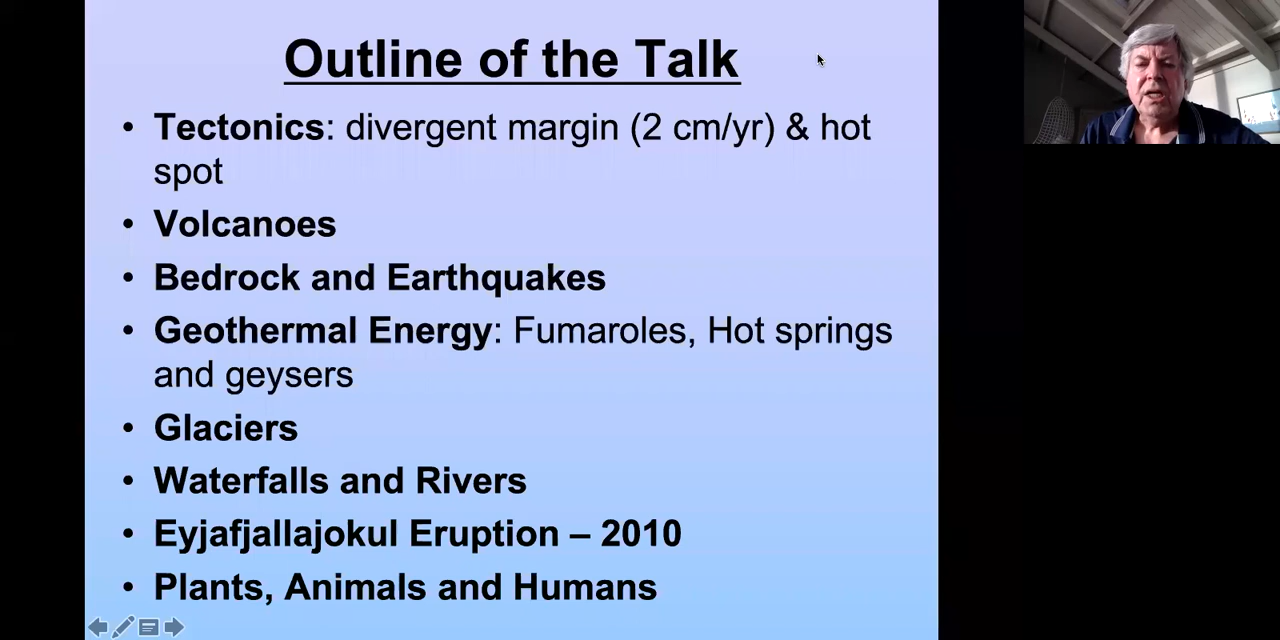 Outline of the Talk
• Tectonics: divergent margin (2 cm/yr) & hot
spot
• Volcanoes
• Bedrock and Earthquakes
• Geothermal Energy: Fumaroles, Hot springs
and geysers
• Glaciers
• Waterfalls and Rivers
• Eyjafjallajokul Eruption – 2010
• Plants, Animals and Humans